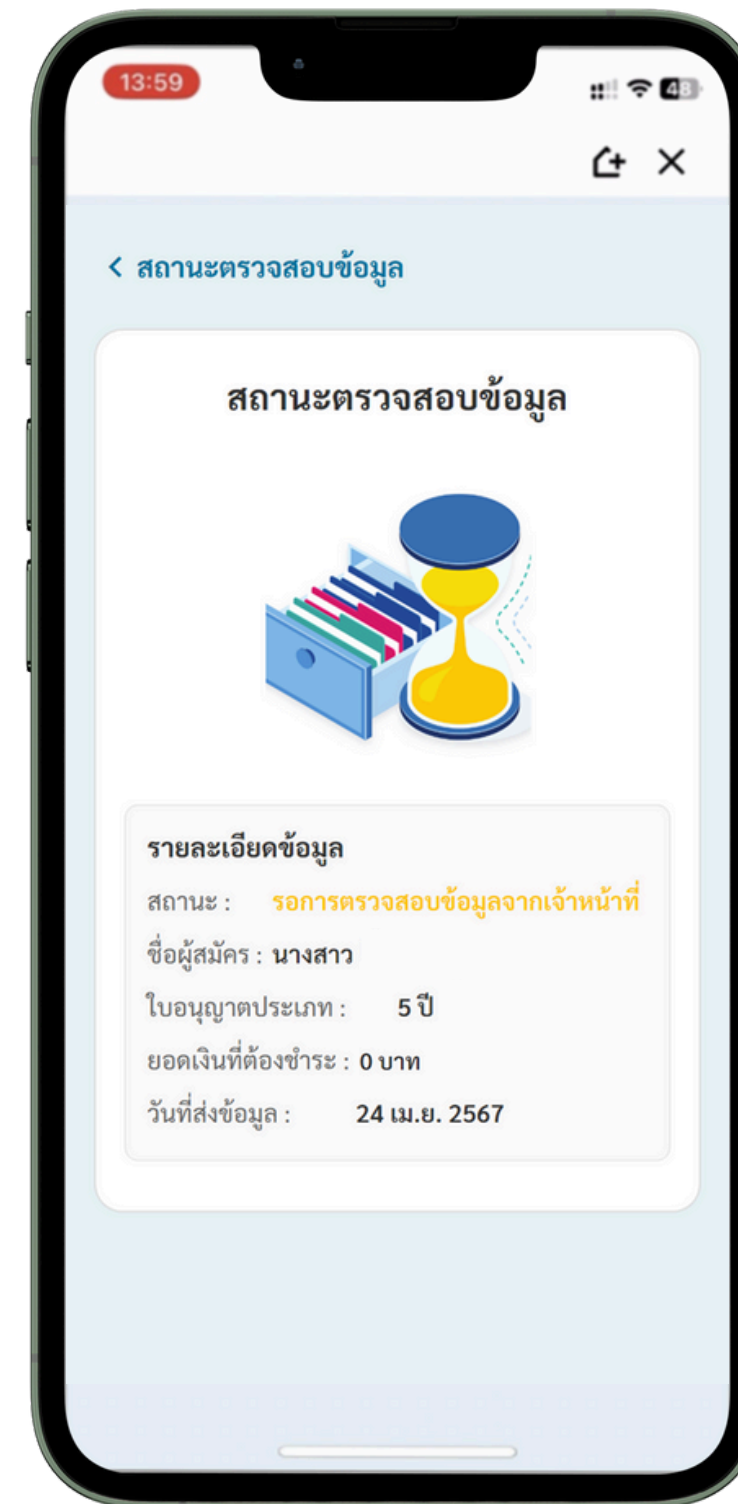 13:59
48
สถานะตรวจสอบข้อมูล
สถานะตรวจสอบข้อมูล
รายละเอียดข้อมูล
สถานะ : รอการตรวจสอบข้อมูลจากเจ้าหน้าที่
ชื่อผู้สมัคร : นางสาว
ใบอนุญาตประเภท : 5 ปี
ยอดเงินที่ต้องชำระ : 0 บาท
วันที่ส่งข้อมูล : 24 เม.ย. 2567